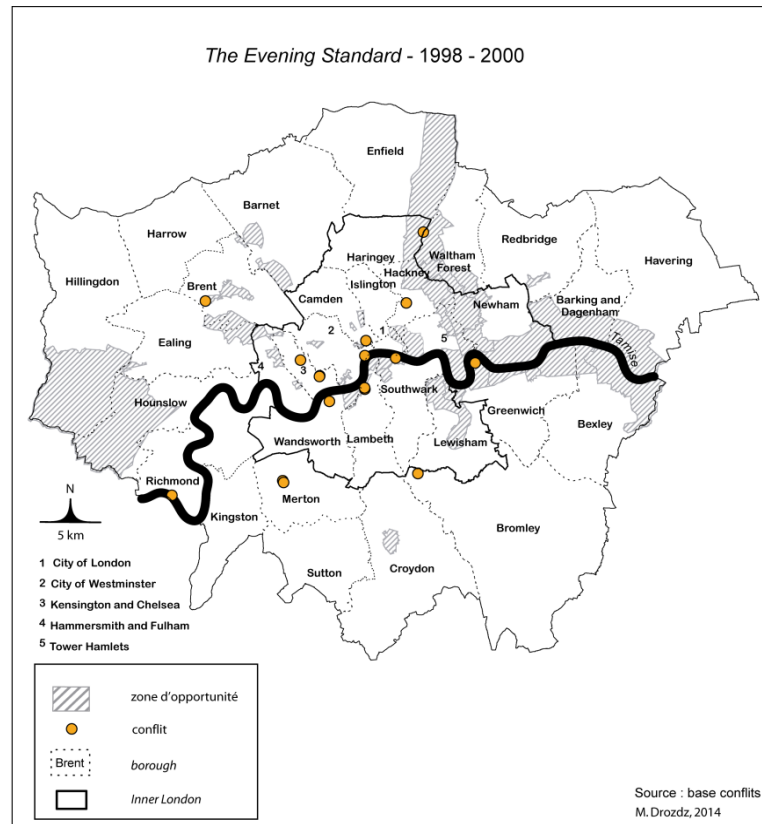 The Evening Standard - 1998 - 2000
Enfield
Barnet
Harrow
Redbridge
Havering
Haringey
Waltham
Forest
Hillingdon
Hackney
Islington
Brent
Camden
Newham
Barking and
Dagenham
Ealing
2
1
5
Tamise
4
3
Hounslow
Southwark
Greenwich
Bexley
Wandsworth
Lambeth
Lewisham
Richmond
Merton
Kingston
Bromley
Sutton
Croydon
N
5 km
1 City of London
2 City of Westminster
3 Kensington and Chelsea
4 Hammersmith and Fulham
5 Tower Hamlets
zone d'opportunité
conflit
Brent borough
Inner London
Source : base conflits
M. Drozdz, 2014